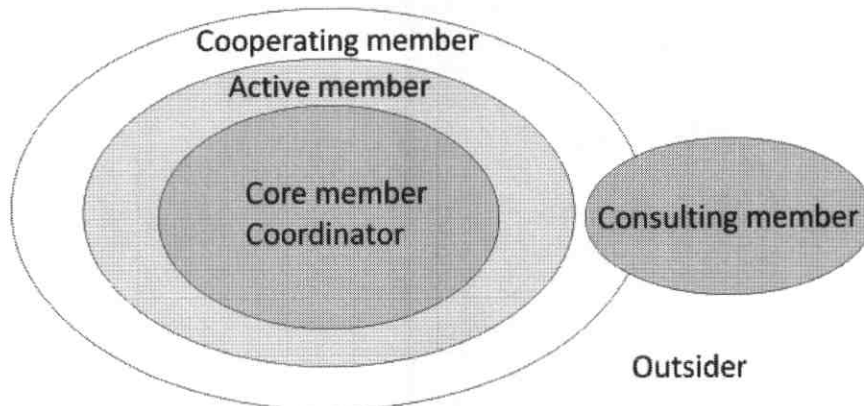 Cooperating member
Active member
Core member
Coordinator
Consulting member
Outsider